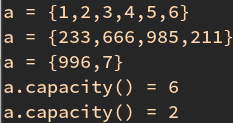 a = {1,2,3,4,5,6}
a = {233,666,985,211}
a = {996,7}
a.capacity() = 6
a.capacity() = 2